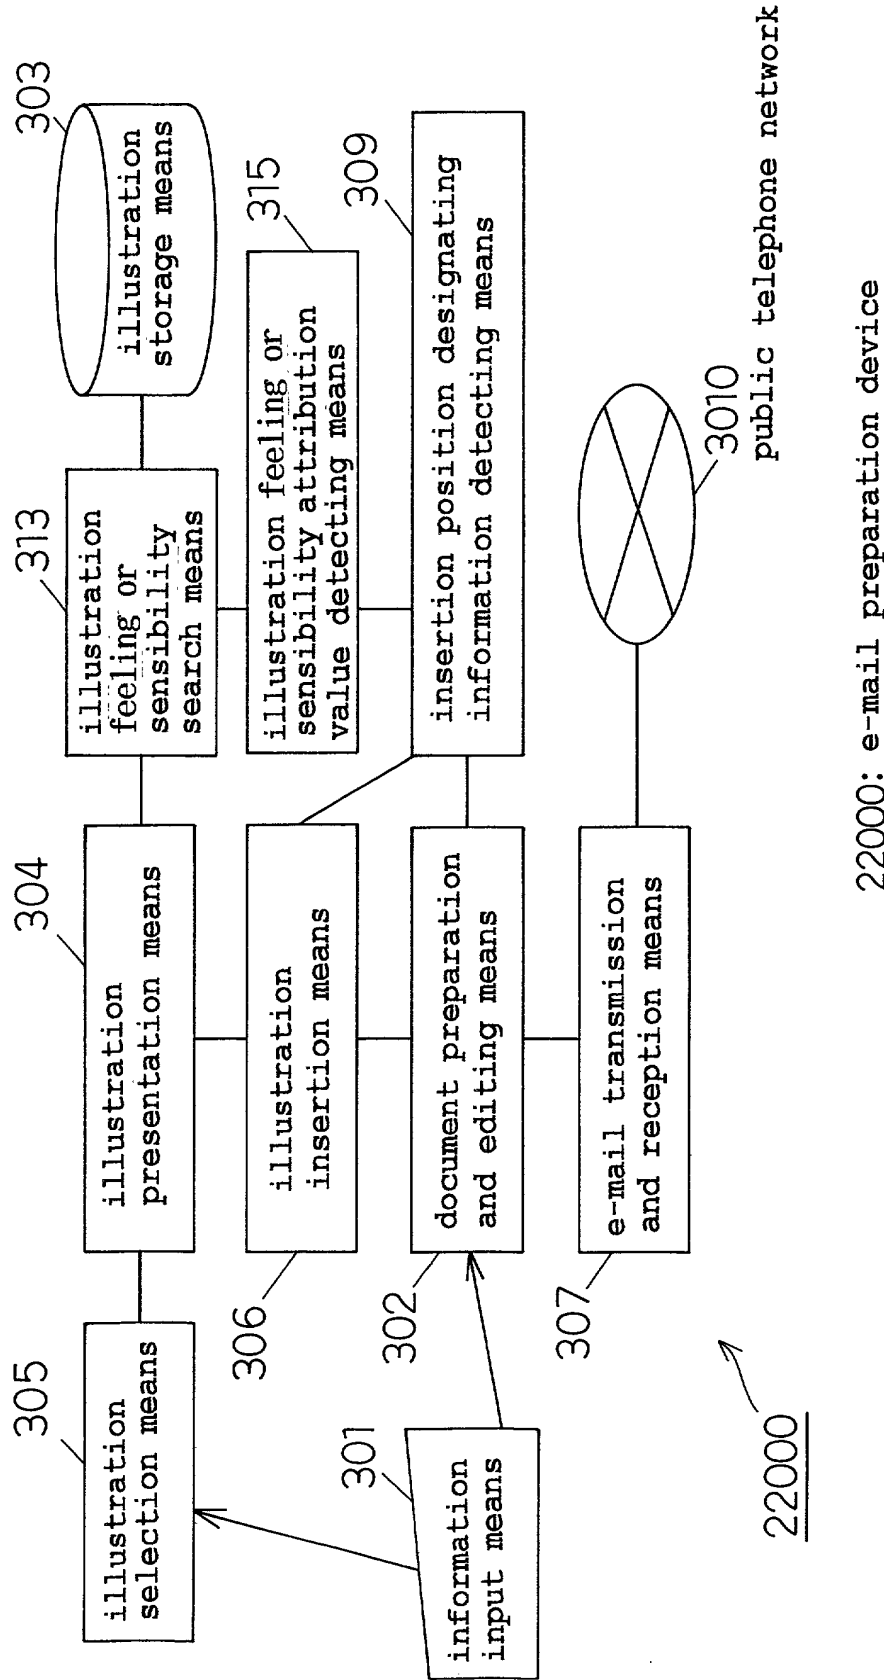 305
illustration
selection means
304
illustration
presentation means
313
illustration
feeling or
sensibility
search means
303
illustration
storage means
306
illustration
insertion means
315
illustration feeling or
sensibility attribution
value detecting means
301
information
input means
302
document preparation
and editing means
309
insertion position designating
information detecting means
307
e-mail transmission
and reception means
3010
public telephone network
22000
22000: e-mail preparation device